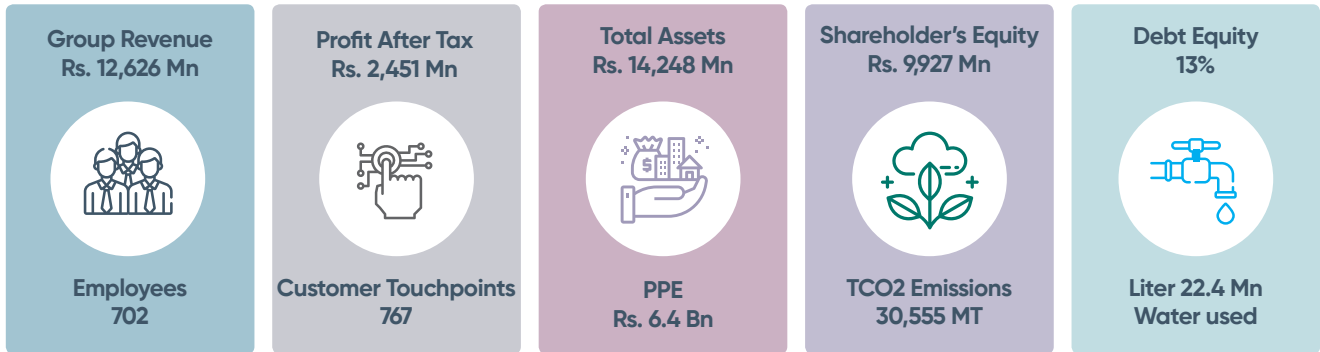 Group Revenue
Rs. 12,626 Mn
Employees
702
Profit After Tax
Rs. 2,451 Mn
Customer Touchpoints
767
Total Assets
Rs. 14,248 Mn
$
PPE
Rs. 6.4 Bn
Shareholder's Equity
Rs. 9,927 Mn
TCO2 Emissions
30,555 MT
Debt Equity
13%
Liter 22.4 Mn
Water used